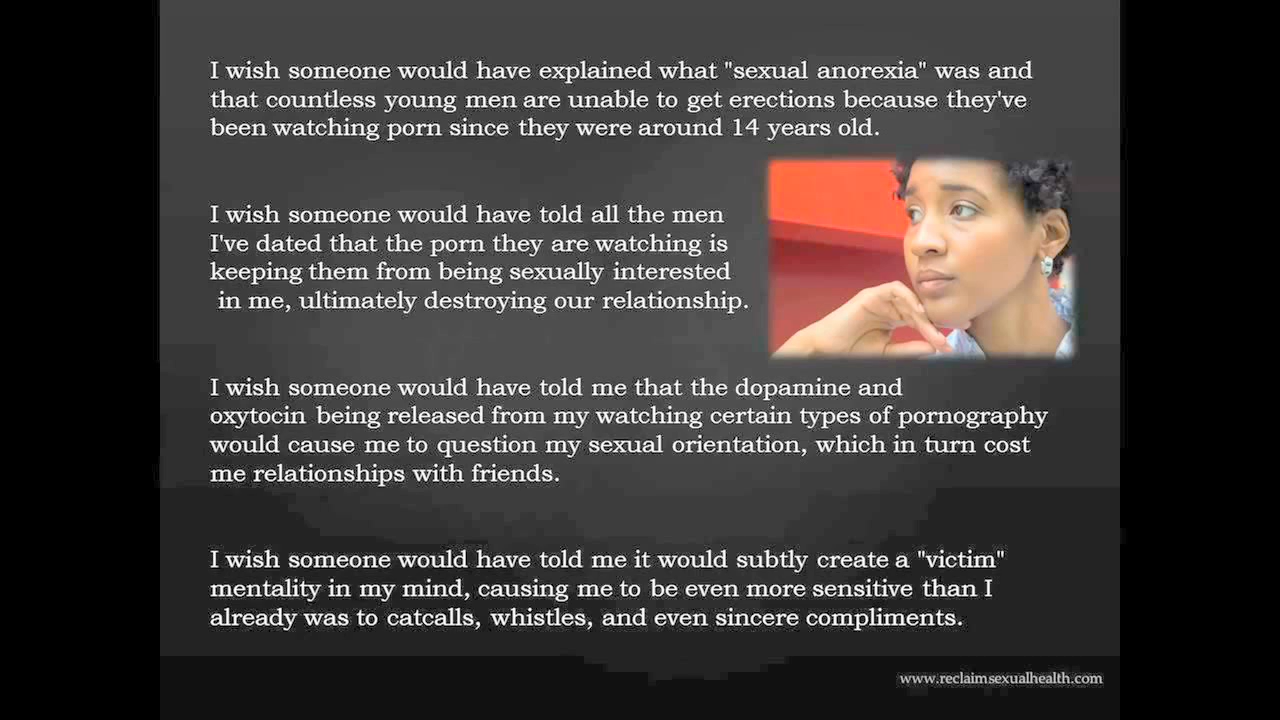 I wish someone would have explained what "sexual anorexia" was and
that countless young men are unable to get erections because they've
been watching porn since they were around 14 years old.
I wish someone would have told all the men
I've dated that the porn they are watching is
keeping them from being sexually interested
in me, ultimately destroying our relationship.
I wish someone would have told me that the dopamine and
oxytocin being released from my watching certain types of pornography
would cause me to question my sexual orientation, which in turn cost
me relationships with friends.
I wish someone would have told me it would subtly create a "victim"
mentality in my mind, causing me to be even more sensitive than I
already was to catcalls, whistles, and even sincere compliments.
www.reclaimsexualhealth.com